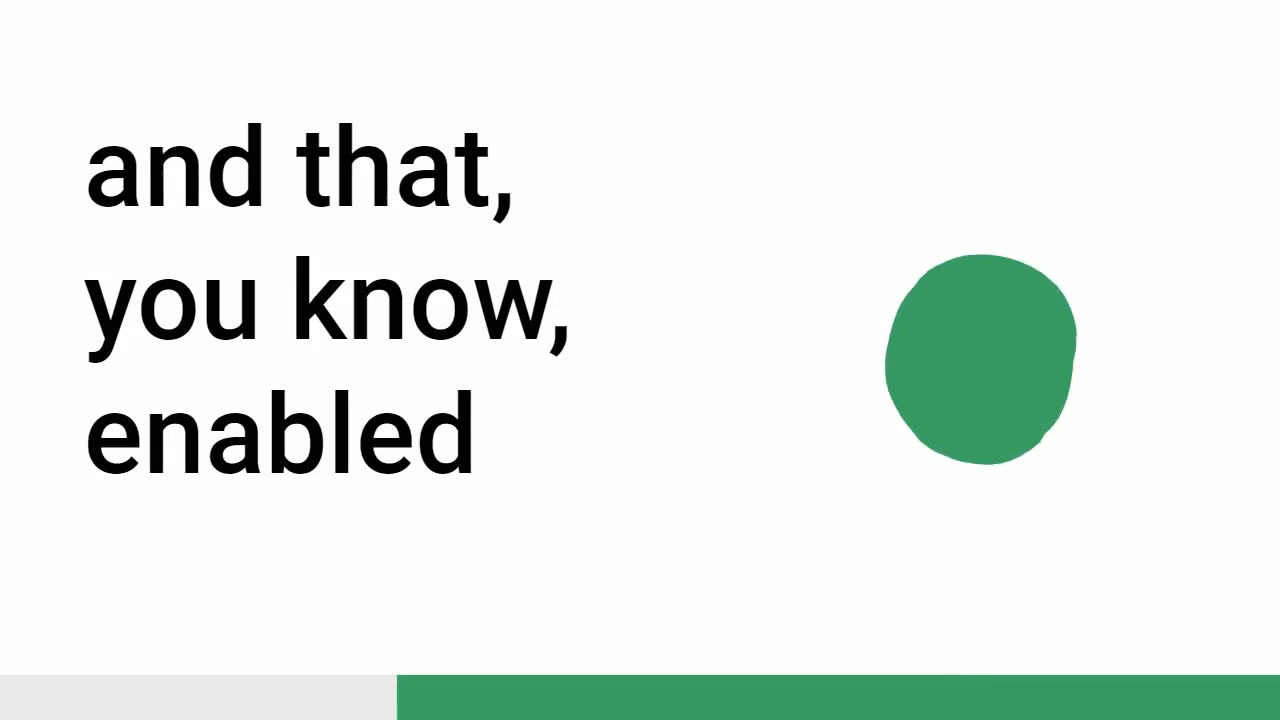 and that,
you know,
enabled